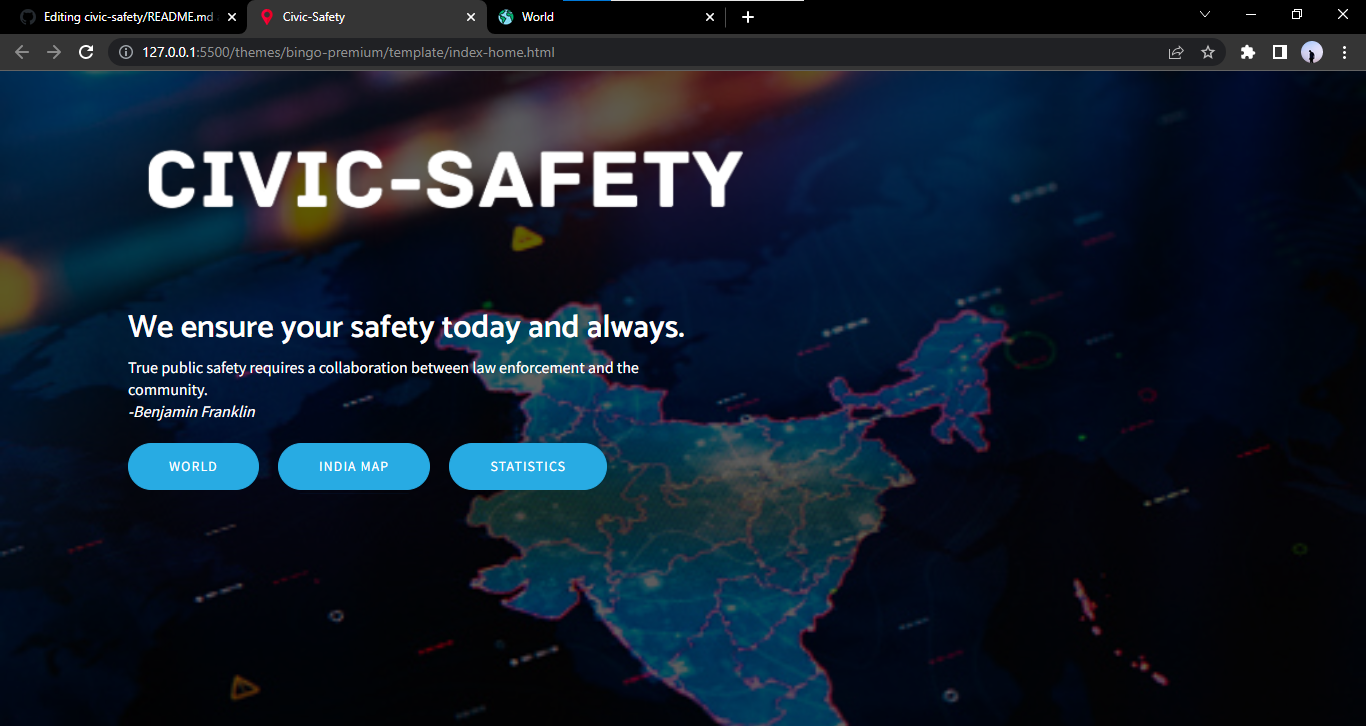 Editing civic-safety/README.md
Civic-Safety
World
127.0.0.1:5500/themes/bingo-premium/template/index-home.html
CIVIC-SAFETY
We ensure your safety today and always.
True public safety requires a collaboration between law enforcement and the
community.
-Benjamin Franklin
WORLD
INDIA MAP
STATISTICS